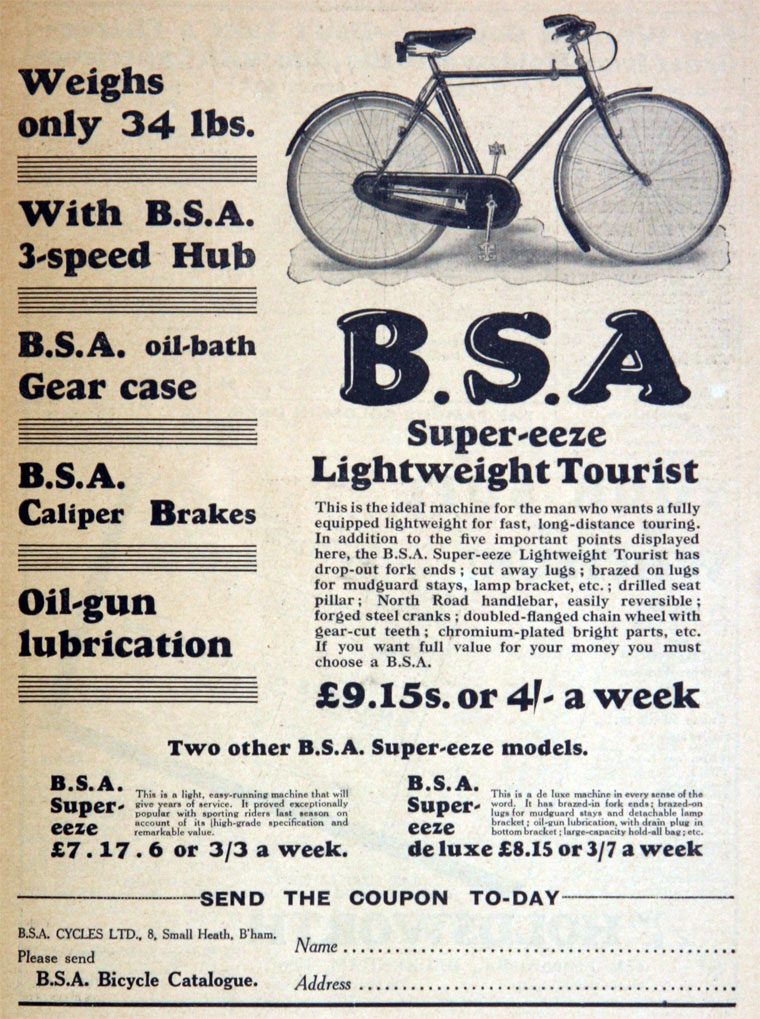 Weighs
only 34 lbs.
With B.S.A.
3-speed Hub
B.S.A. oil-bath
Gear case
B.S.A.
Caliper Brakes
Oil-gun
lubrication
B.S.A
Super-eeze
Lightweight Tourist
This is the ideal machine for the man who wants a fully
equipped lightweight for fast, long-distance touring.
In addition to the five important points displayed
here, the B.S.A. Super-eeze Lightweight Tourist has
drop-out fork ends; cut away lugs; brazed on lugs
for mudguard stays, lamp bracket, etc.; drilled seat
pillar; North Road handlebar, easily reversible;
forged steel cranks; doubled-flanged chain wheel with
gear-cut teeth; chromium-plated bright parts, etc.
If you want full value for your money you must
choose a B.S.A.
£9.15s. or 4/- a week
Two other B.S.A. Super-eeze models.
B.S.A.
Super-
eeze
This is a light, easy-running machine that will
give years of service. It proved exceptionally
popular with sporting riders last season on
account of its high-grade specification and
remarkable value.
£7.17.6 or 3/3 a week.
B.S.A.
Super-
eeze
This is a de luxe machine in every sense of the
word. It has brazed-in fork ends; brazed-on
lugs for mudguard stays and detachable lamp
bracket; oil-gun lubrication, with drain plug in
bottom bracket; large-capacity hold-all bag; etc.
de luxe £8.15 or 3/7 a week
SEND THE COUPON TO-DAY
B.S.A. CYCLES LTD., 8, Small Heath, B'ham.
Please send
B.S.A. Bicycle Catalogue.
Name
Address